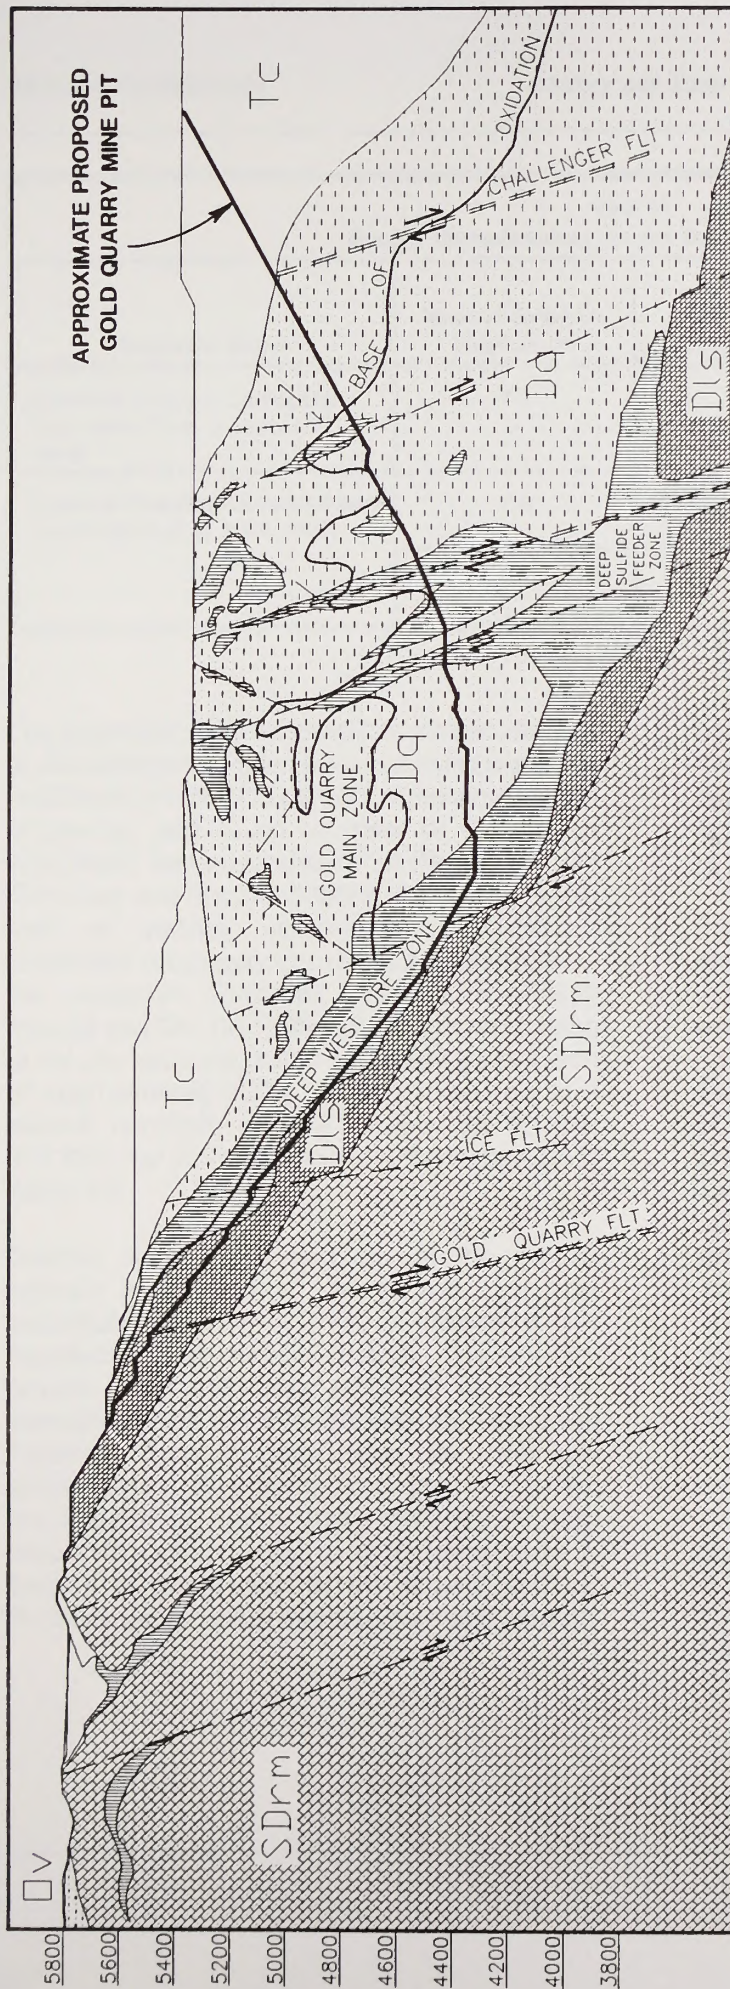 Ov
SDrm
Tc
GOLD QUARRY FLT
ICE FLT
Dls
DEEP WEST ORE ZONE
SDrm
GOLD QUARRY
MAIN ZONE
Dq
DEEP
SULFIDE
FEEDER
ZONE
Dls
Dq
BASE OF OXIDATION
CHALLENGER FLT
Tc
APPROXIMATE PROPOSED
GOLD QUARRY MINE PIT
5800
5600
5400
5200
5000
4800
4600
4400
4200
4000
3800